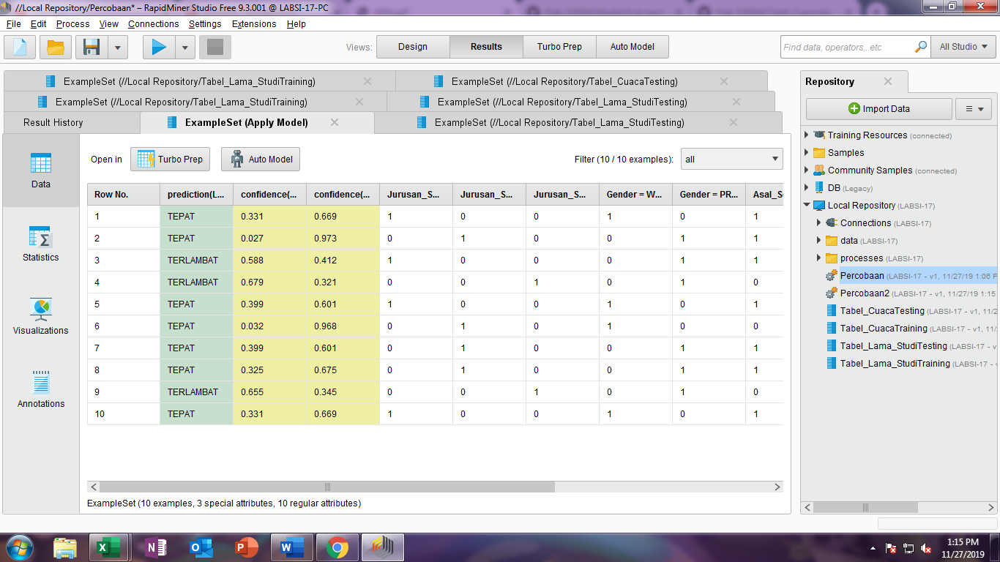 //Local Repository/Percobaan* – RapidMiner Studio Free 9.3.001 @ LABSI-17-PC
File Edit Process View Connections Settings Extensions Help
Views: Design Results Turbo Prep Auto Model Find data, operators...etc All Studio
ExampleSet (//Local Repository/Tabel_Lama_StudiTraining) ExampleSet (//Local Repository/Tabel_CuacaTesting)
ExampleSet (//Local Repository/Tabel_Lama_StudiTraining) ExampleSet (//Local Repository/Tabel_Lama_StudiTesting)
Result History ExampleSet (Apply Model) ExampleSet (//Local Repository/Tabel_Lama_StudiTesting)
Data
Statistics
Visualizations
Annotations
Open in Turbo Prep Auto Model Filter (10 / 10 examples): all
Row No. prediction(L... confidence(... confidence(... Jurusan_S... Jurusan_S... Jurusan_S... Gender = W... Gender = PR... Asal_S
1 TEPAT 0.331 0.669 1 0 0 1 0 1
2 TEPAT 0.027 0.973 0 1 0 0 1 1
3 TERLAMBAT 0.588 0.412 1 0 0 0 1 1
4 TERLAMBAT 0.679 0.321 0 0 1 0 1 0
5 TEPAT 0.399 0.601 1 0 0 1 0 1
6 TEPAT 0.032 0.968 0 1 0 1 0 0
7 TEPAT 0.399 0.601 0 1 0 0 1 1
8 TEPAT 0.325 0.675 0 1 0 0 1 1
9 TERLAMBAT 0.655 0.345 0 0 1 0 1 0
10 TEPAT 0.331 0.669 1 0 0 1 0 1
ExampleSet (10 examples, 3 special attributes, 10 regular attributes)
Repository
Import Data
Training Resources (connected)
Samples
Community Samples (connected)
DB (Legacy)
Local Repository (LABSI-17)
Connections (LABSI-17)
data (LABSI-17)
processes (LABSI-17)
Percobaan (LABSI-17 - v1, 11/27/19 1:06 P
Percobaan2 (LABSI-17 - v1, 11/27/19 1:15
Tabel_CuacaTesting (LABSI-17 - v1, 11/2
Tabel_CuacaTraining (LABSI-17 - v1, 11/
Tabel_Lama_StudiTesting (LABSI-17 - v
Tabel_Lama_StudiTraining (LABSI-17 -
1:15 PM
11/27/2019